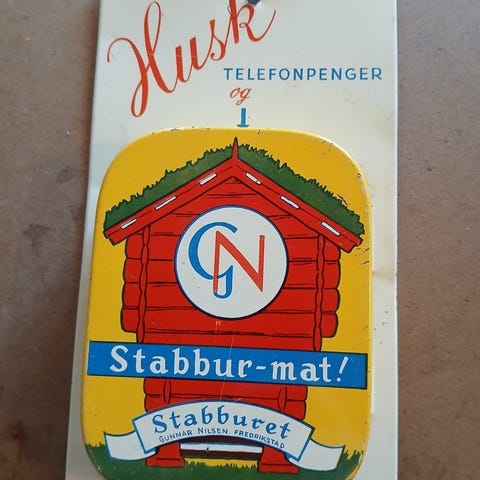 Husk
TELEFONPENGER
og
GN
Stabbur-mat!
Stabburet
GUNNAR NILSEN. FREDRIKSTAD